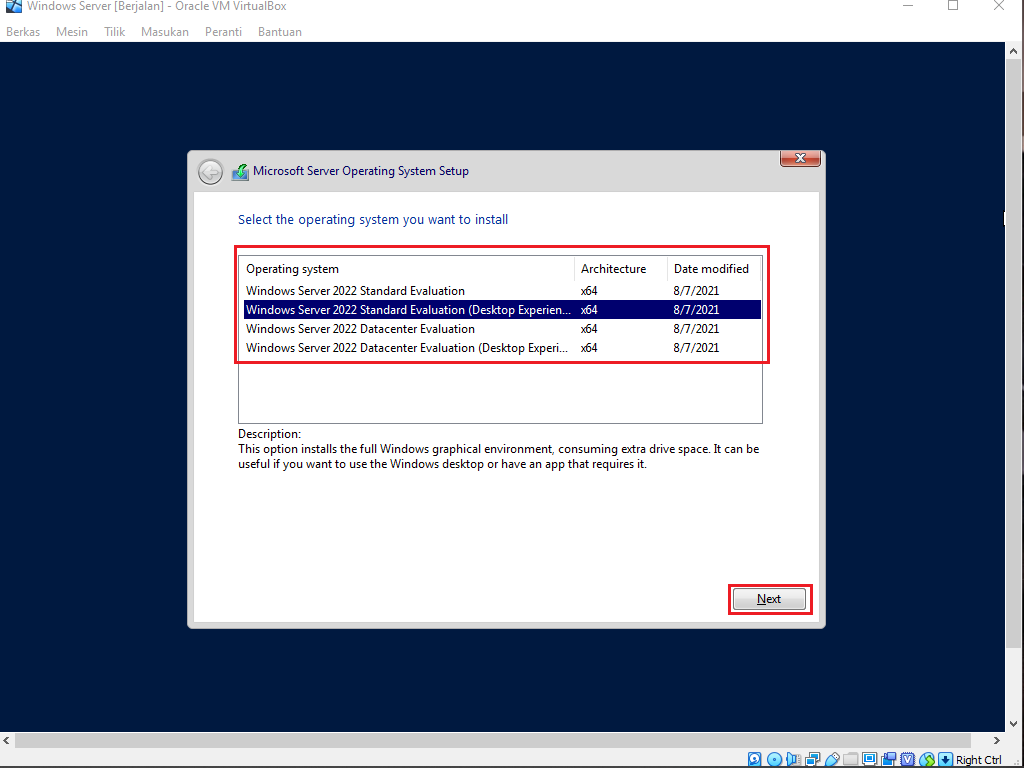 Windows Server [Berjalan] - Oracle VM VirtualBox
Berkas Mesin Tilik Masukan Peranti Bantuan
Microsoft Server Operating System Setup
Select the operating system you want to install
Operating system Architecture Date modified
Windows Server 2022 Standard Evaluation x64 8/7/2021
Windows Server 2022 Standard Evaluation (Desktop Experien... x64 8/7/2021
Windows Server 2022 Datacenter Evaluation x64 8/7/2021
Windows Server 2022 Datacenter Evaluation (Desktop Experi... x64 8/7/2021
Description:
This option installs the full Windows graphical environment, consuming extra drive space. It can be
useful if you want to use the Windows desktop or have an app that requires it.
Next
Right Ctrl